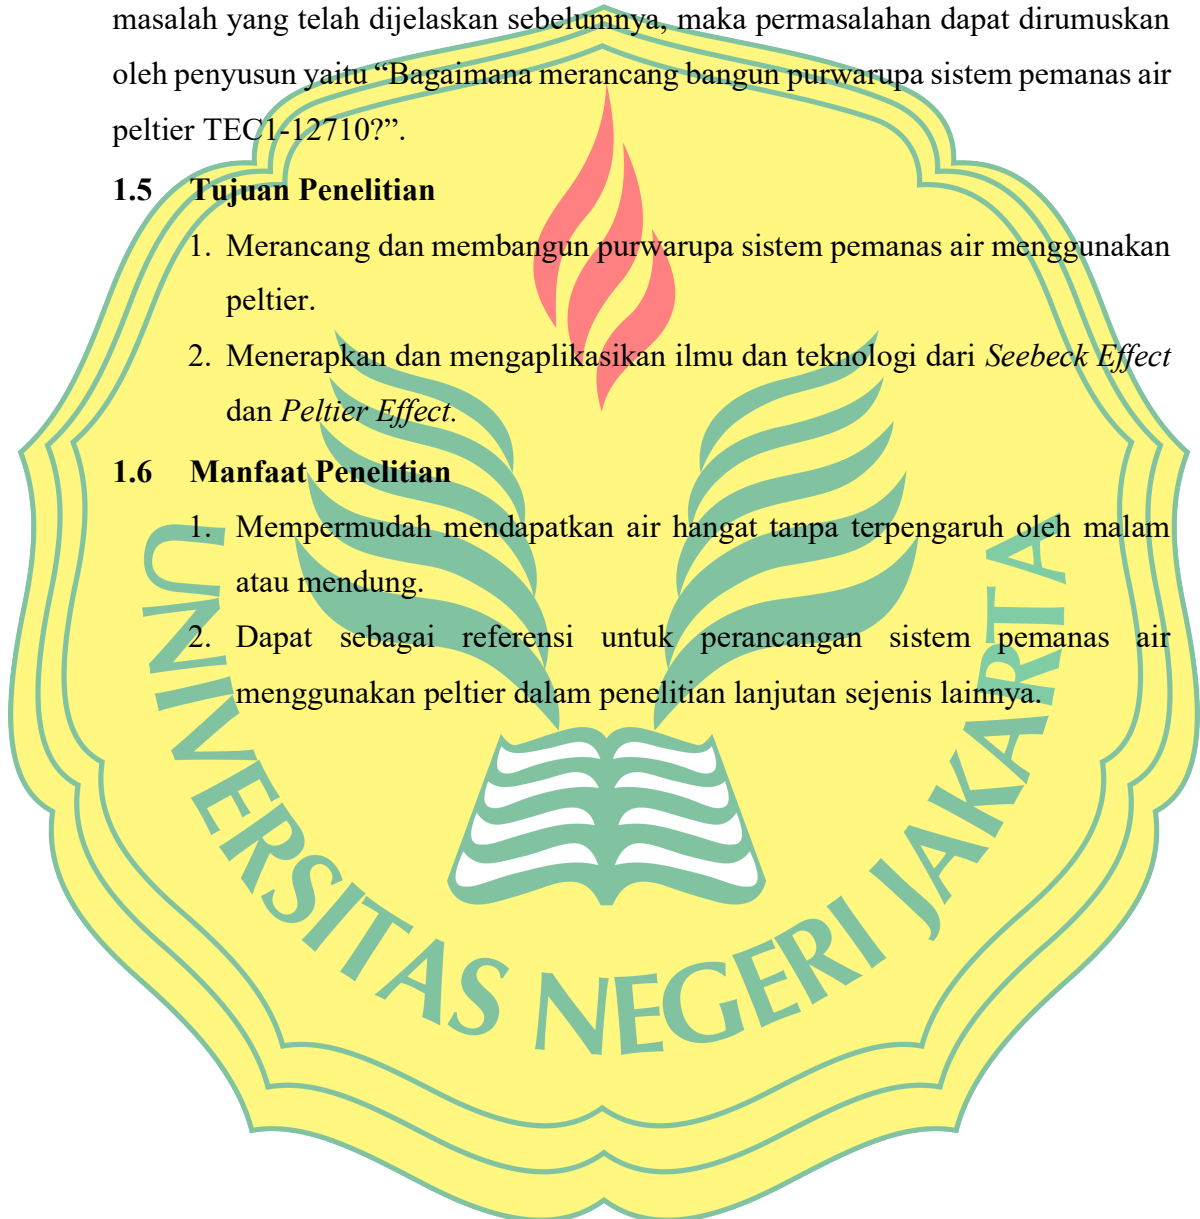 masalah yang telah dijelaskan sebelumnya, maka permasalahan dapat dirumuskan
oleh penyusun yaitu “Bagaimana merancang bangun purwarupa sistem pemanas air
peltier TEC1-12710?”.
1.5 Tujuan Penelitian
1. Merancang dan membangun purwarupa sistem pemanas air menggunakan
peltier.
2. Menerapkan dan mengaplikasikan ilmu dan teknologi dari Seebeck Effect
dan Peltier Effect.
1.6 Manfaat Penelitian
1. Mempermudah mendapatkan air hangat tanpa terpengaruh oleh malam
atau mendung.
2. Dapat sebagai referensi untuk perancangan sistem pemanas air
menggunakan peltier dalam penelitian lanjutan sejenis lainnya.
UNIVERSITAS NEGERI JAKARTA